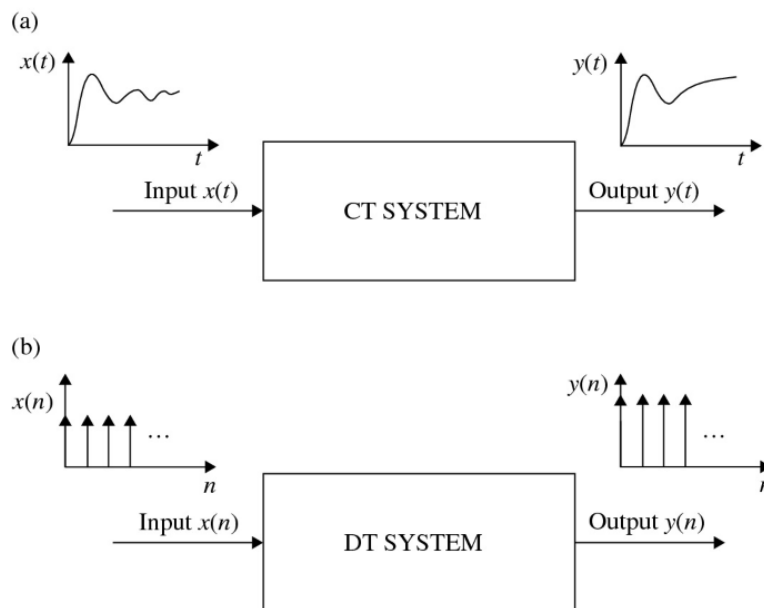 (a)
x(t)
y(t)
t
t
Input x(t)
CT SYSTEM
Output y(t)
(b)
x(n)
y(n)
...
...
n
n
Input x(n)
DT SYSTEM
Output y(n)